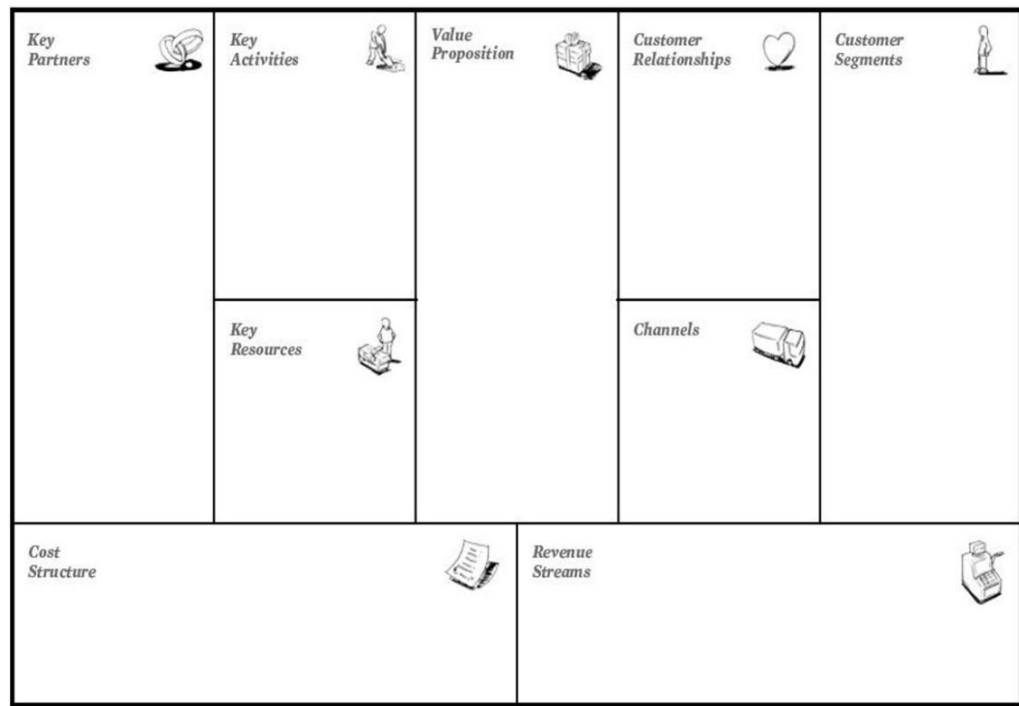 Key
Partners
Key
Activities
Value
Proposition
Customer
Relationships
Customer
Segments
Key
Resources
Channels
Cost
Structure
Revenue
Streams